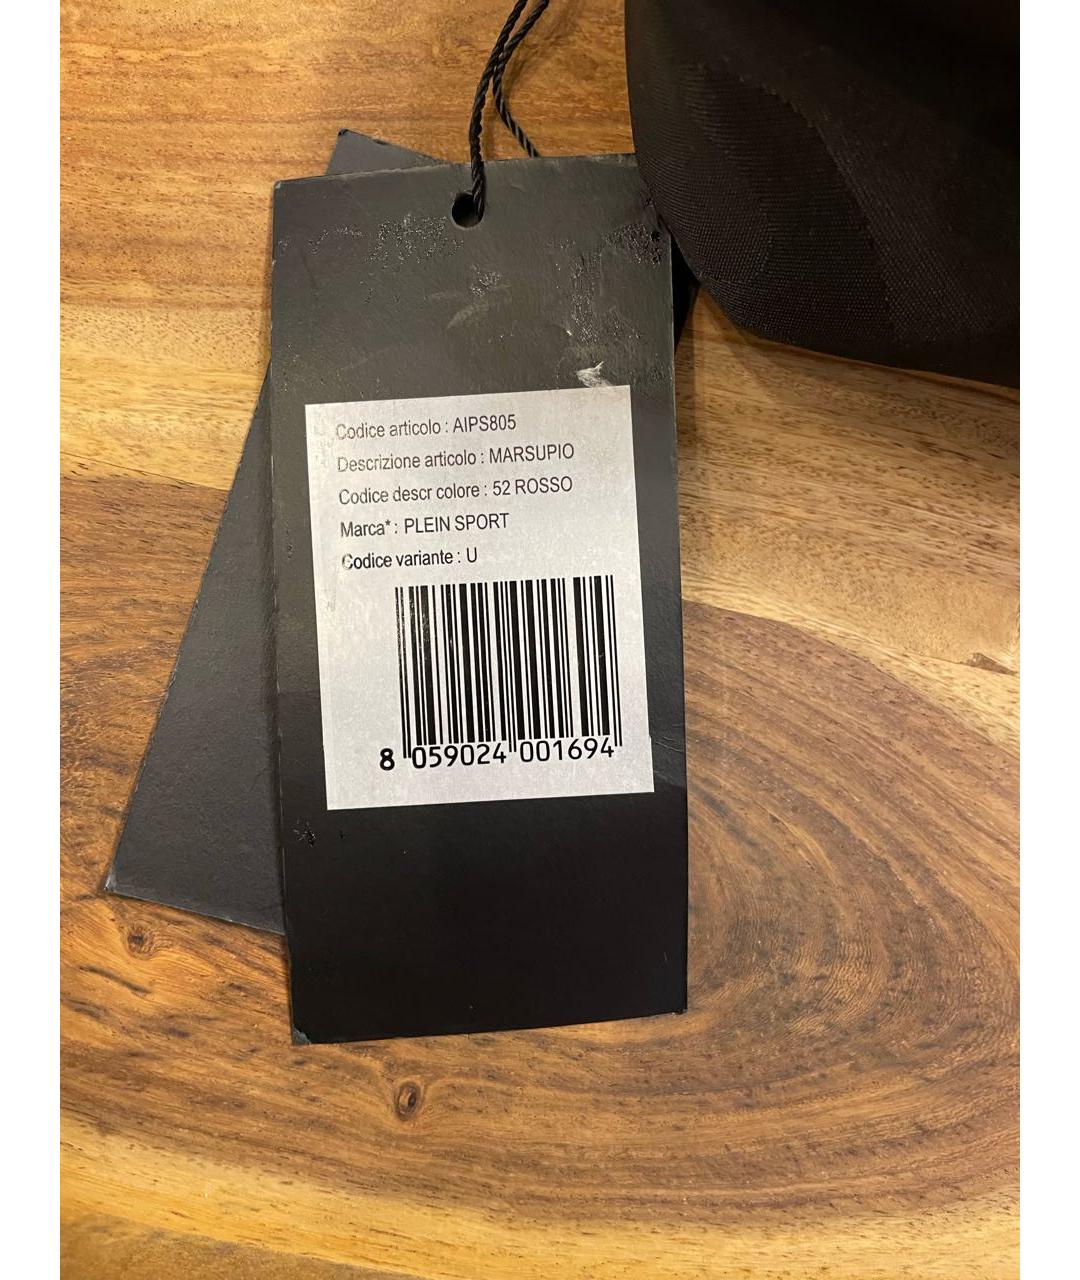 Codice articolo : AIPS805
Descrizione articolo : MARSUPIO
Codice descr colore : 52 ROSSO
Marca* : PLEIN SPORT
Codice variante : U
8 059024 001694